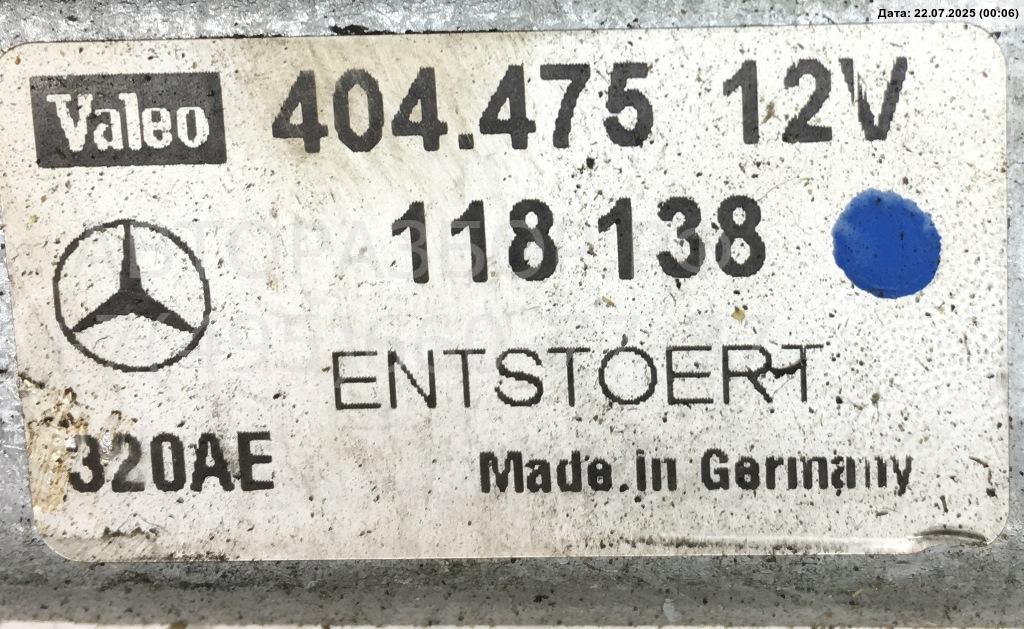 Дата: 22.07.2025 (00:06)
Valeo 404.475 12V
118 138
ENTSTOERT
320AE Made in Germany